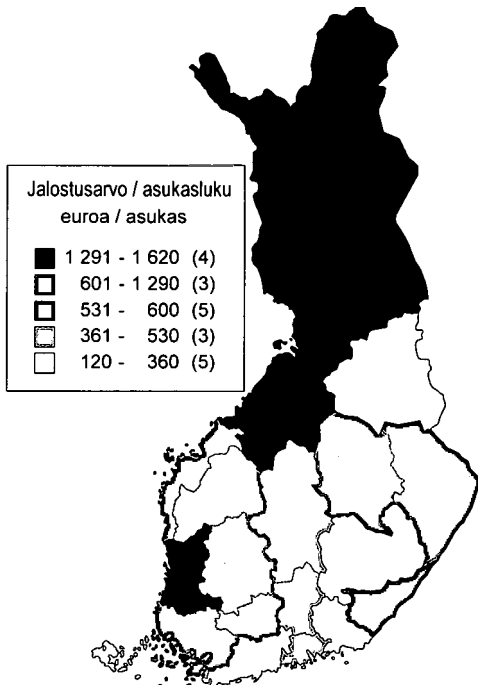 Jalostusarvo / asukasluku
euroa / asukas
1 291 - 1 620 (4)
601 - 1 290 (3)
531 - 600 (5)
361 - 530 (3)
120 - 360 (5)